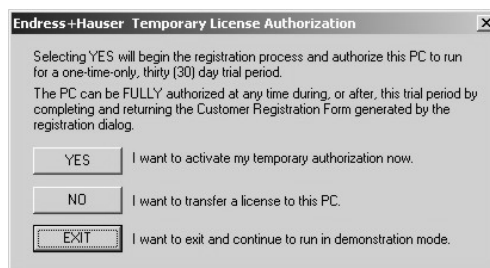 Endress+Hauser Temporary License Authorization
Selecting YES will begin the registration process and authorize this PC to run
for a one-time-only, thirty (30) day trial period.
The PC can be FULLY authorized at any time during, or after, this trial period by
completing and returning the Customer Registration Form generated by the
registration dialog.
YES I want to activate my temporary authorization now.
NO I want to transfer a license to this PC.
EXIT I want to exit and continue to run in demonstration mode.